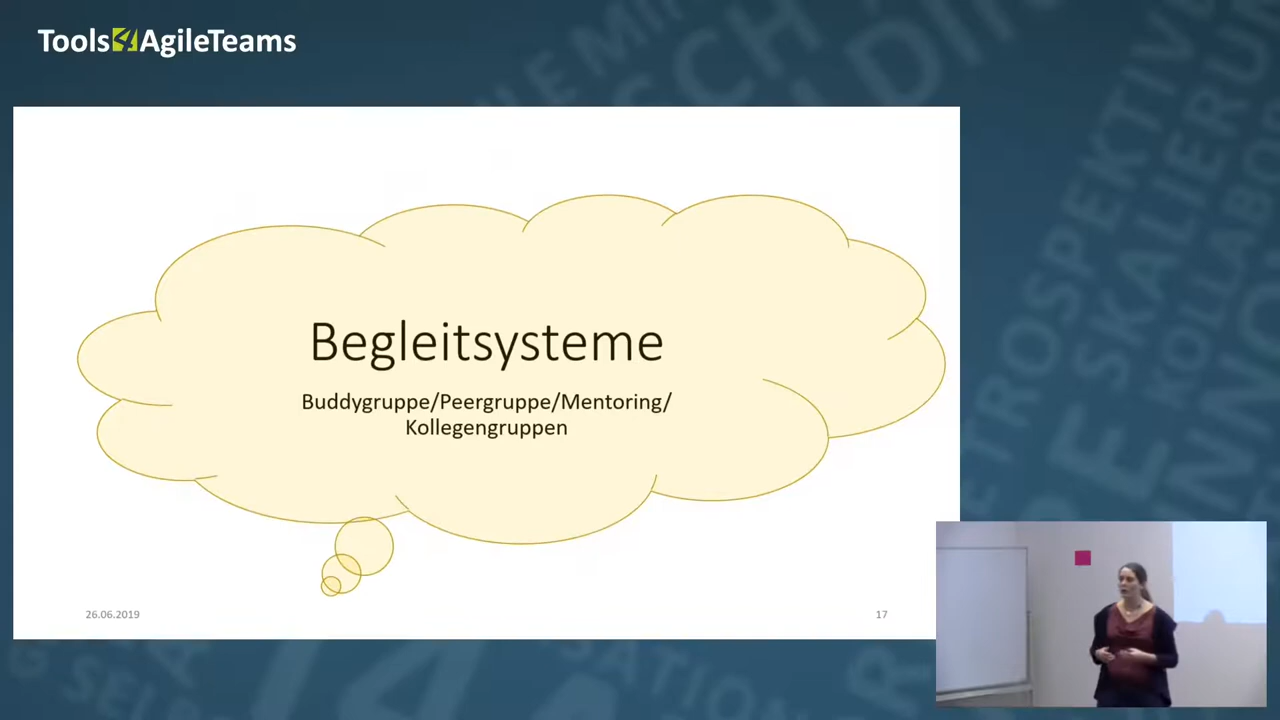 Tools4AgileTeams
Begleitsysteme
Buddygruppe/Peergruppe/Mentoring/
Kollegengruppen
26.06.2019
17